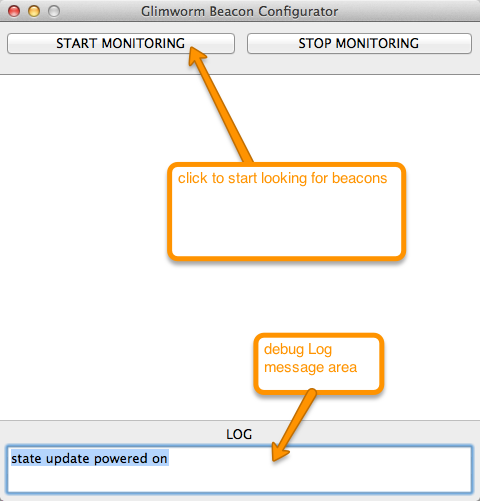 Glimworm Beacon Configurator
START MONITORING
STOP MONITORING
click to start looking for beacons
debug Log
message area
LOG
state update powered on